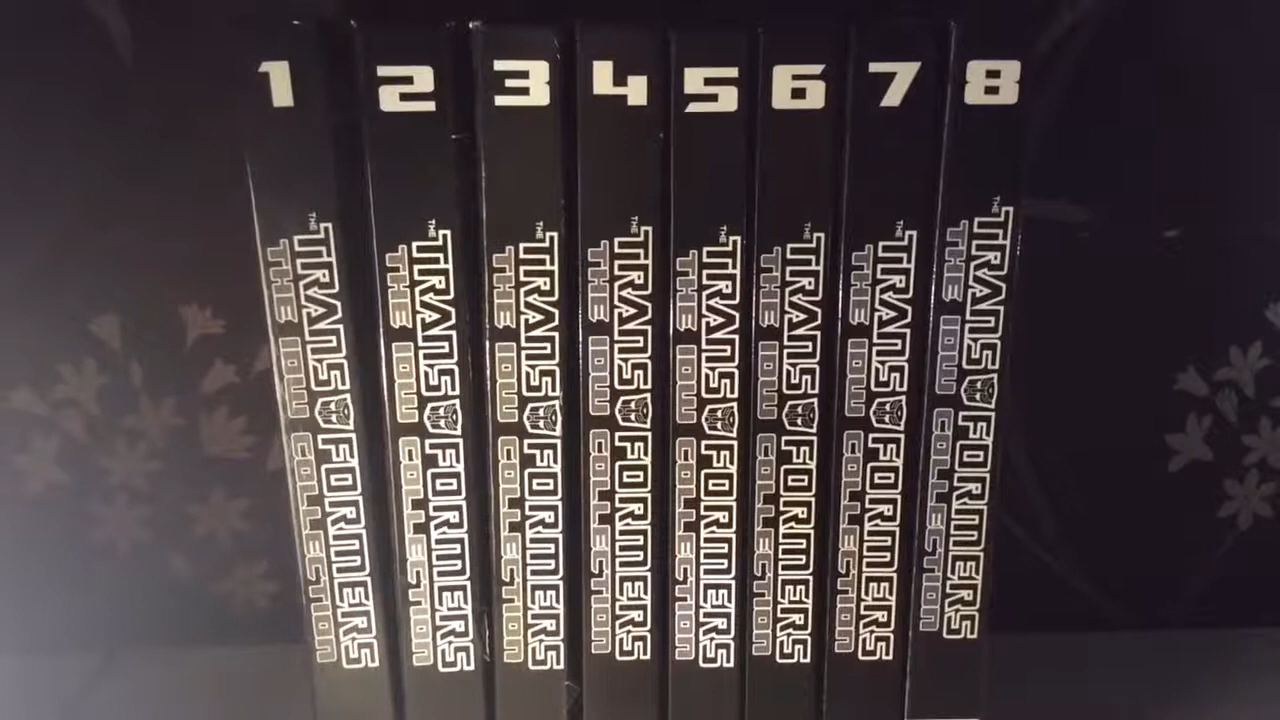 1
THE TRANSFORMERS
THE IDW COLLECTION
2
THE TRANSFORMERS
THE IDW COLLECTION
3
THE TRANSFORMERS
THE IDW COLLECTION
4
THE TRANSFORMERS
THE IDW COLLECTION
5
THE TRANSFORMERS
THE IDW COLLECTION
6
THE TRANSFORMERS
THE IDW COLLECTION
7
THE TRANSFORMERS
THE IDW COLLECTION
8
THE TRANSFORMERS
THE IDW COLLECTION